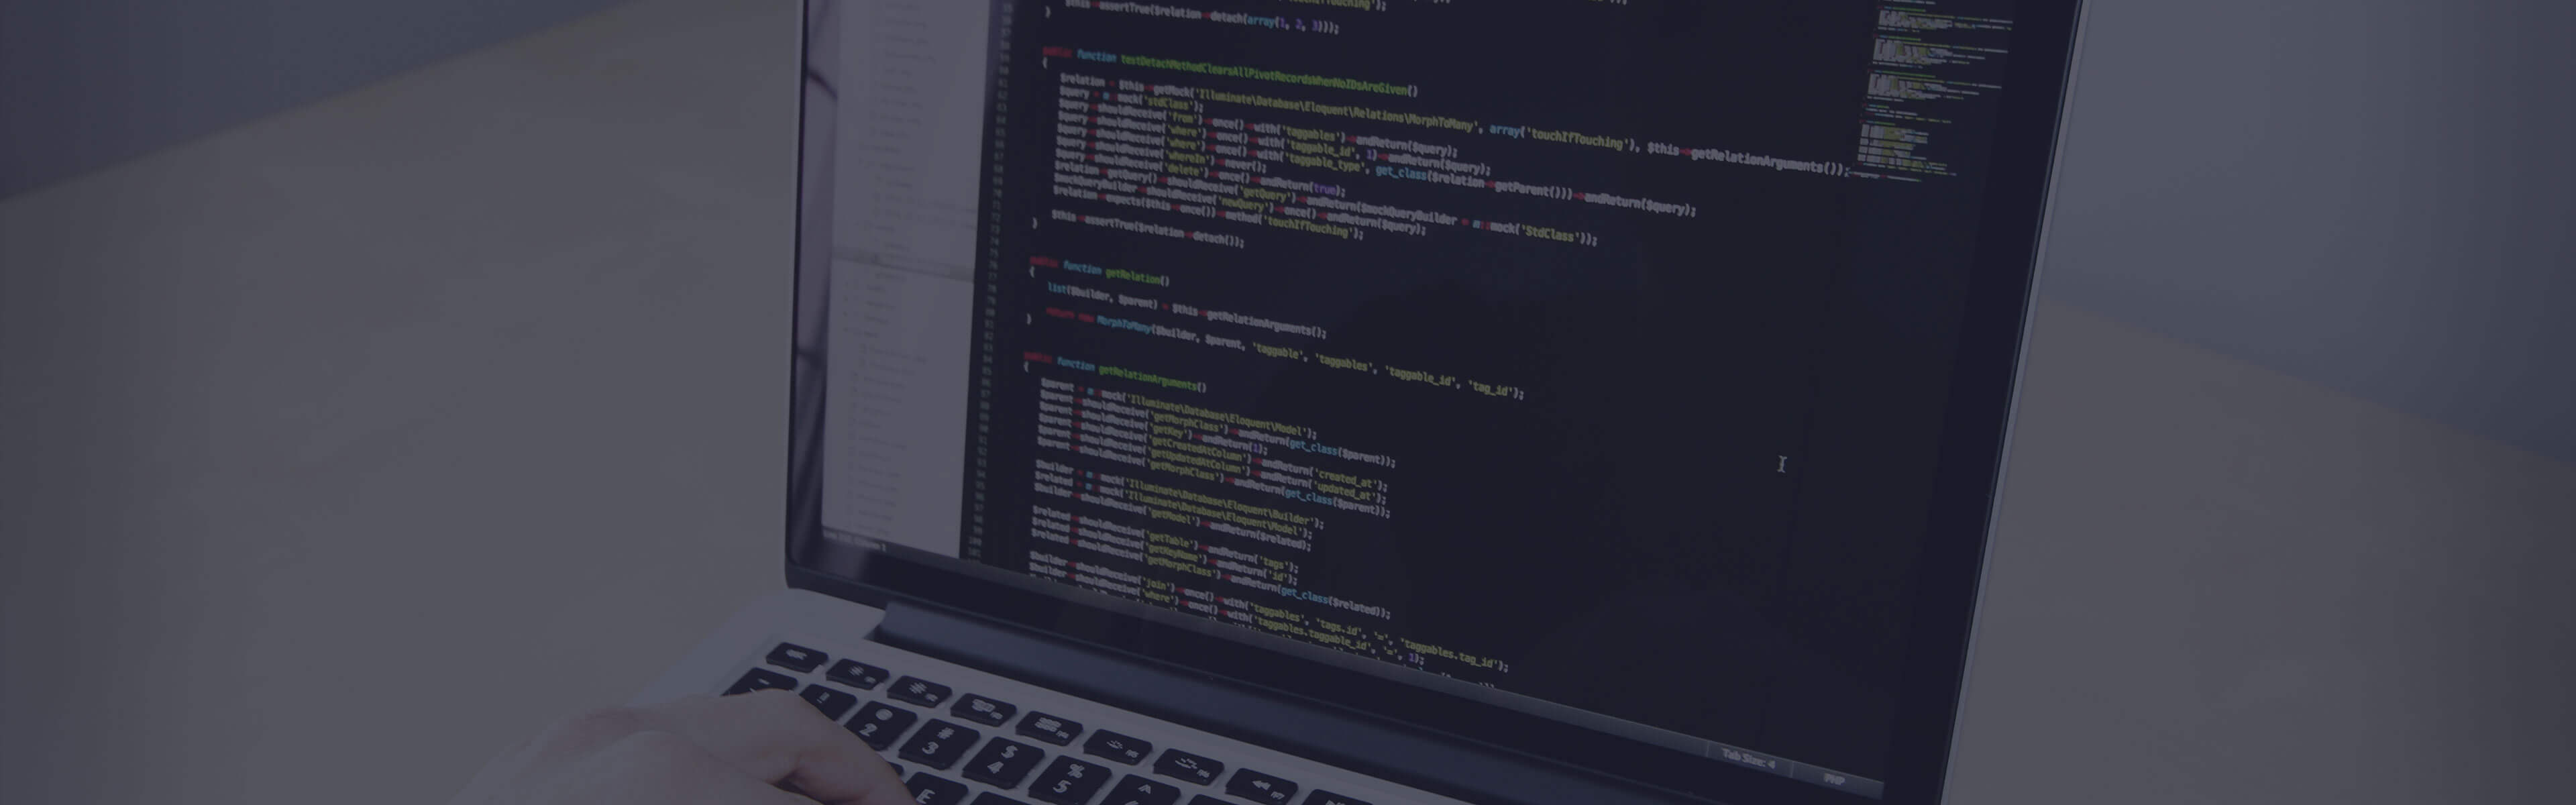 $this->assertTrue($relation->detach(array(1, 2, 3)));
}
public function testDetachMethodClearsAllPivotRecordsWhenNoIDsAreGiven()
{
$relation = $this->getMock('Illuminate\Database\Eloquent\Relations\MorphToMany', array('touchIfTouching'), $this->getRelationArguments());
$query = m::mock('stdClass');
$query->shouldReceive('from')->once()->with('taggables')->andReturn($query);
$query->shouldReceive('where')->once()->with('taggable_id', 1)->andReturn($query);
$query->shouldReceive('where')->once()->with('taggable_type', get_class($relation->getParent()))->andReturn($query);
$query->shouldReceive('whereIn')->never();
$query->shouldReceive('delete')->once()->andReturn(true);
$relation->getQuery()->shouldReceive('getQuery')->andReturn($mockQueryBuilder = m::mock('StdClass'));
$mockQueryBuilder->shouldReceive('newQuery')->once()->andReturn($query);
$relation->expects($this->once())->method('touchIfTouching');
$this->assertTrue($relation->detach());
}
public function getRelation()
{
list($builder, $parent) = $this->getRelationArguments();
return new MorphToMany($builder, $parent, 'taggable', 'taggables', 'taggable_id', 'tag_id');
}
public function getRelationArguments()
{
$parent = m::mock('Illuminate\Database\Eloquent\Model');
$parent->shouldReceive('getMorphClass')->andReturn(get_class($parent));
$parent->shouldReceive('getKey')->andReturn(1);
$parent->shouldReceive('getCreatedAtColumn')->andReturn('created_at');
$parent->shouldReceive('getUpdatedAtColumn')->andReturn('updated_at');
$parent->shouldReceive('getMorphClass')->andReturn(get_class($parent));
$builder = m::mock('Illuminate\Database\Eloquent\Builder');
$related = m::mock('Illuminate\Database\Eloquent\Model');
$builder->shouldReceive('getModel')->andReturn($related);
$related->shouldReceive('getTable')->andReturn('tags');
$related->shouldReceive('getKeyName')->andReturn('id');
$related->shouldReceive('getMorphClass')->andReturn(get_class($related));
$builder->shouldReceive('join')->once()->with('taggables', 'tags.id', '=', 'taggables.tag_id');
$builder->shouldReceive('where')->once()->with('taggables.taggable_id', '=', 1);
Tab Size: 4 PHP
! @ 2 # 3 $ 4 % 5 ^
E